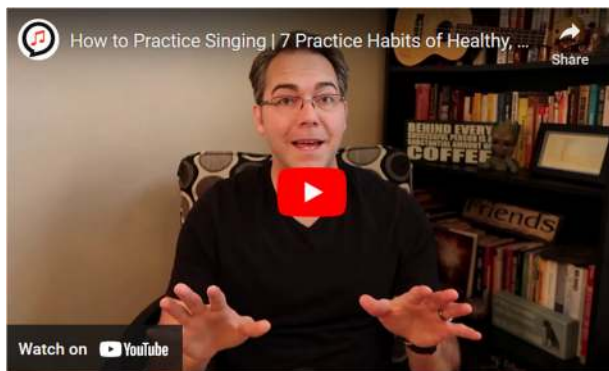 How to Practice Singing | 7 Practice Habits of Healthy, ...
Share
BEHIND EVERY
SUCCESSFUL PERSON IS A
SUBSTANTIAL AMOUNT OF
COFFEE
Friends
Watch on YouTube